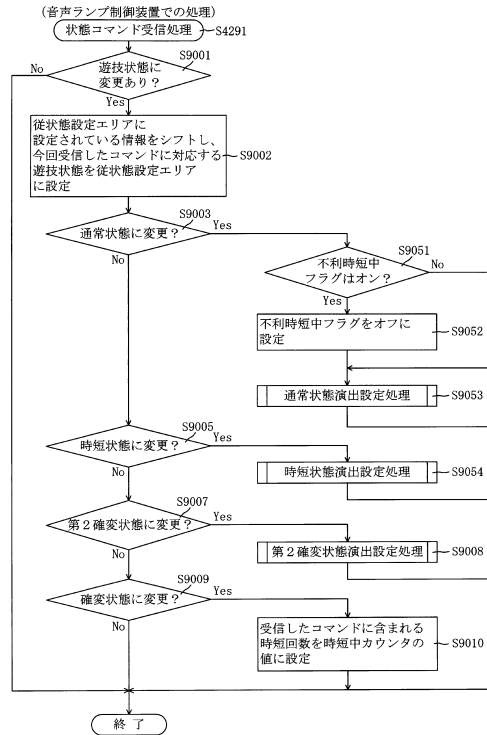 (音声ランプ制御装置での処理)
状態コマンド受信処理
S4291
S9001
No
遊技状態に
変更あり？
Yes
従状態設定エリアに
設定されている情報をシフトし、
今回受信したコマンドに対応する
遊技状態を従状態設定エリア
に設定
S9002
S9003
通常状態に変更？
Yes
No
S9051
不利時短中
フラグはオン？
No
Yes
不利時短中フラグをオフに
設定
S9052
通常状態演出設定処理
S9053
S9005
時短状態に変更？
Yes
No
時短状態演出設定処理
S9054
S9007
第２確変状態に変更？
Yes
No
第２確変状態演出設定処理
S9008
S9009
確変状態に変更？
Yes
No
受信したコマンドに含まれる
時短回数を時短中カウンタの
値に設定
S9010
終了